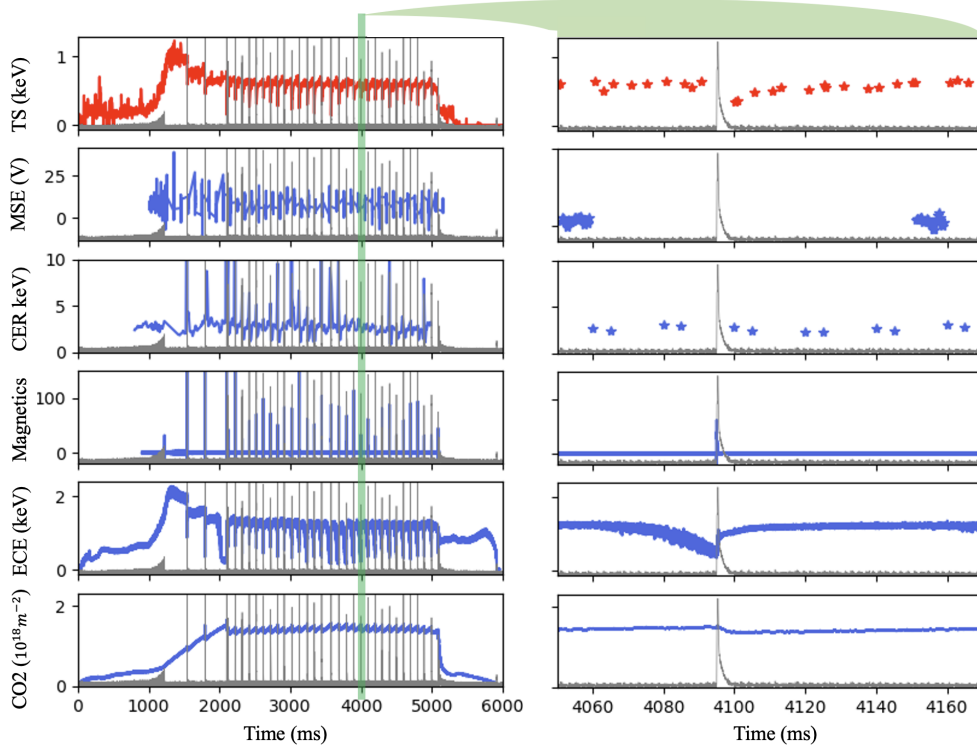 TS (keV)
1
0
MSE (V)
25
0
CER keV)
10
5
0
Magnetics
100
0
ECE (keV)
2
0
CO2 (10¹⁸m⁻²)
2
0
0 1000 2000 3000 4000 5000 6000
4060 4080 4100 4120 4140 4160
Time (ms)
Time (ms)